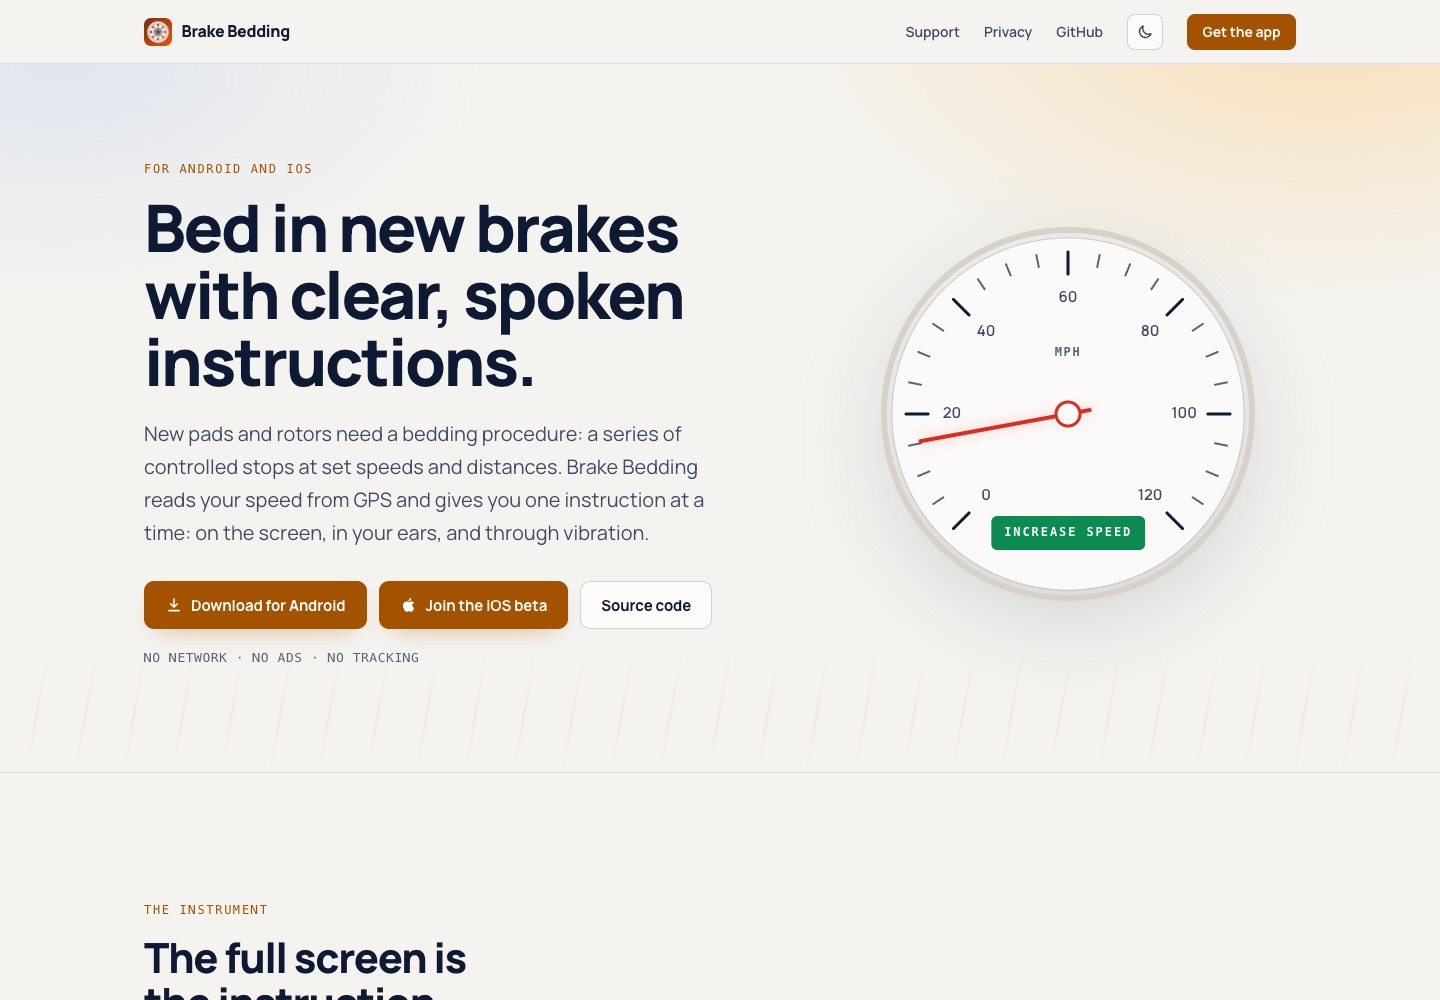 Brake Bedding
Support
Privacy
GitHub
Get the app
FOR ANDROID AND IOS
Bed in new brakes
with clear, spoken
instructions.
New pads and rotors need a bedding procedure: a series of
controlled stops at set speeds and distances. Brake Bedding
reads your speed from GPS and gives you one instruction at a
time: on the screen, in your ears, and through vibration.
Download for Android
Join the iOS beta
Source code
NO NETWORK · NO ADS · NO TRACKING
60
40
80
MPH
20
100
0
120
INCREASE SPEED
THE INSTRUMENT
The full screen is
the instruction